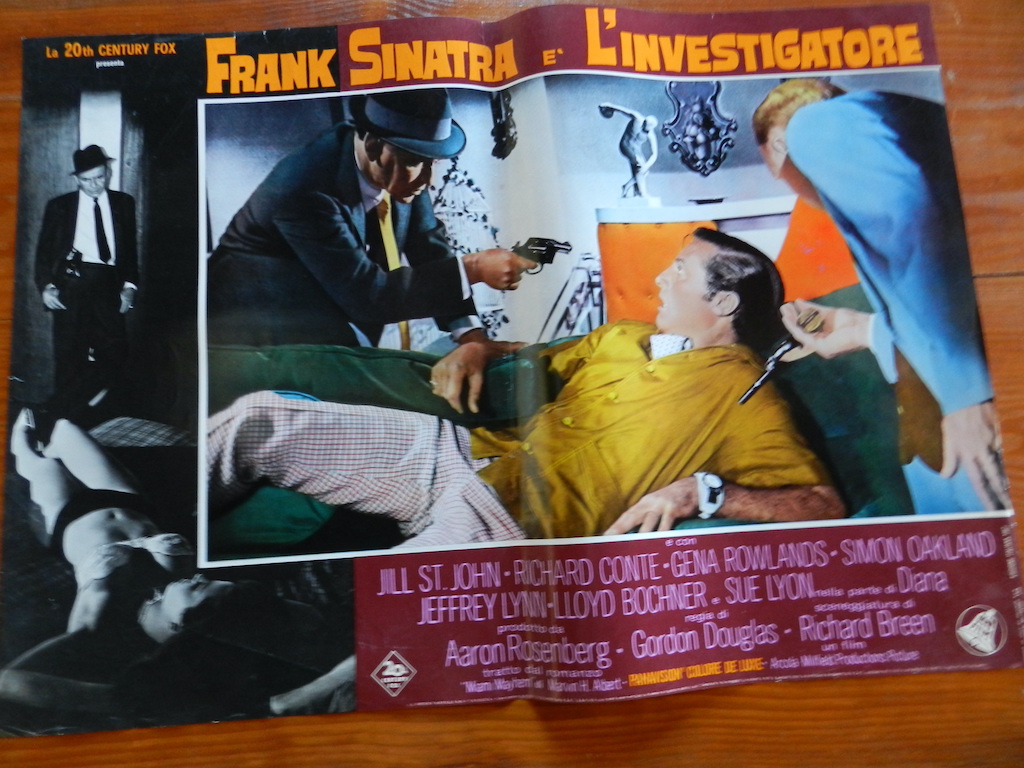 La 20th CENTURY FOX
presenta
FRANK SINATRA E' L'INVESTIGATORE
e con
JILL ST. JOHN - RICHARD CONTE - GENA ROWLANDS - SIMON OAKLAND
JEFFREY LYNN - LLOYD BOCHNER e SUE LYON nella parte di Diana
prodotto da Aaron Rosenberg - regia di Gordon Douglas - sceneggiatura di Richard Breen
tratto dal romanzo "Miami Mayhem" di Marvin H. Albert - PANAVISION COLORE DE LUXE - un film Arcola Millfield Productions Picture
20th
CENTURY
FOX